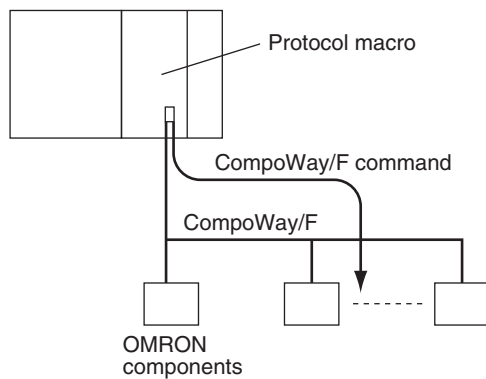 Protocol macro
CompoWay/F command
CompoWay/F
OMRON
components